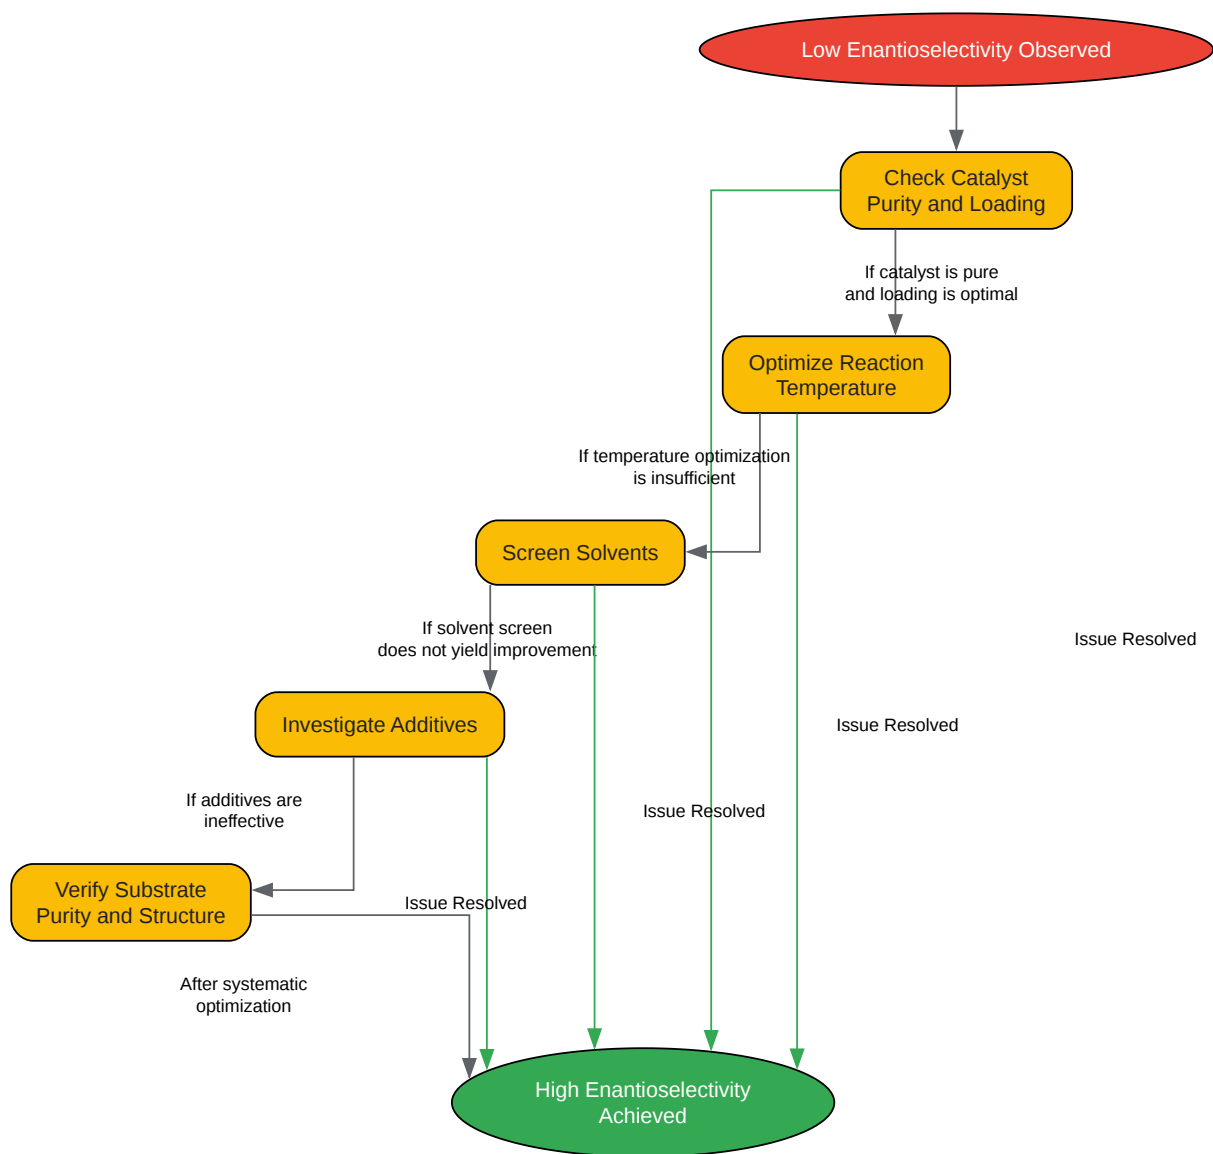 Low Enantioselectivity Observed
Check Catalyst
Purity and Loading
If catalyst is pure
and loading is optimal
Optimize Reaction
Temperature
If temperature optimization
is insufficient
Screen Solvents
If solvent screen
does not yield improvement
Issue Resolved
Investigate Additives
Issue Resolved
If additives are
ineffective
Issue Resolved
Verify Substrate
Purity and Structure
Issue Resolved
After systematic
optimization
High Enantioselectivity
Achieved